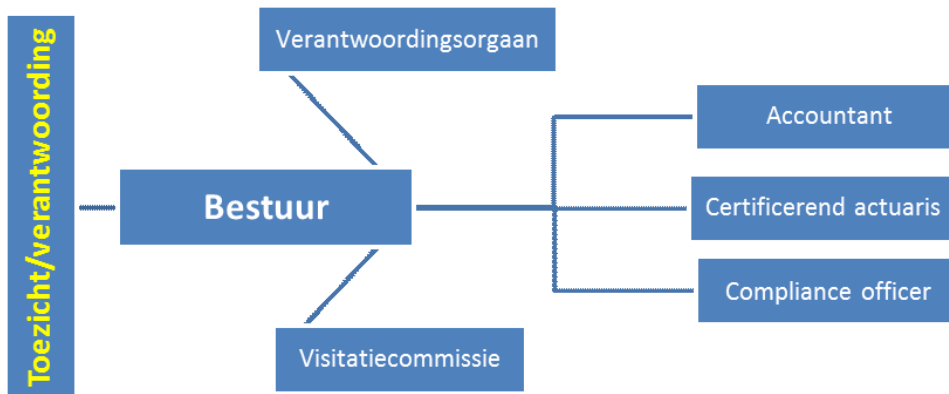 Toezicht/verantwoording
Verantwoordingsorgaan
Bestuur
Visitatiecommissie
Accountant
Certificerend actuaris
Compliance officer